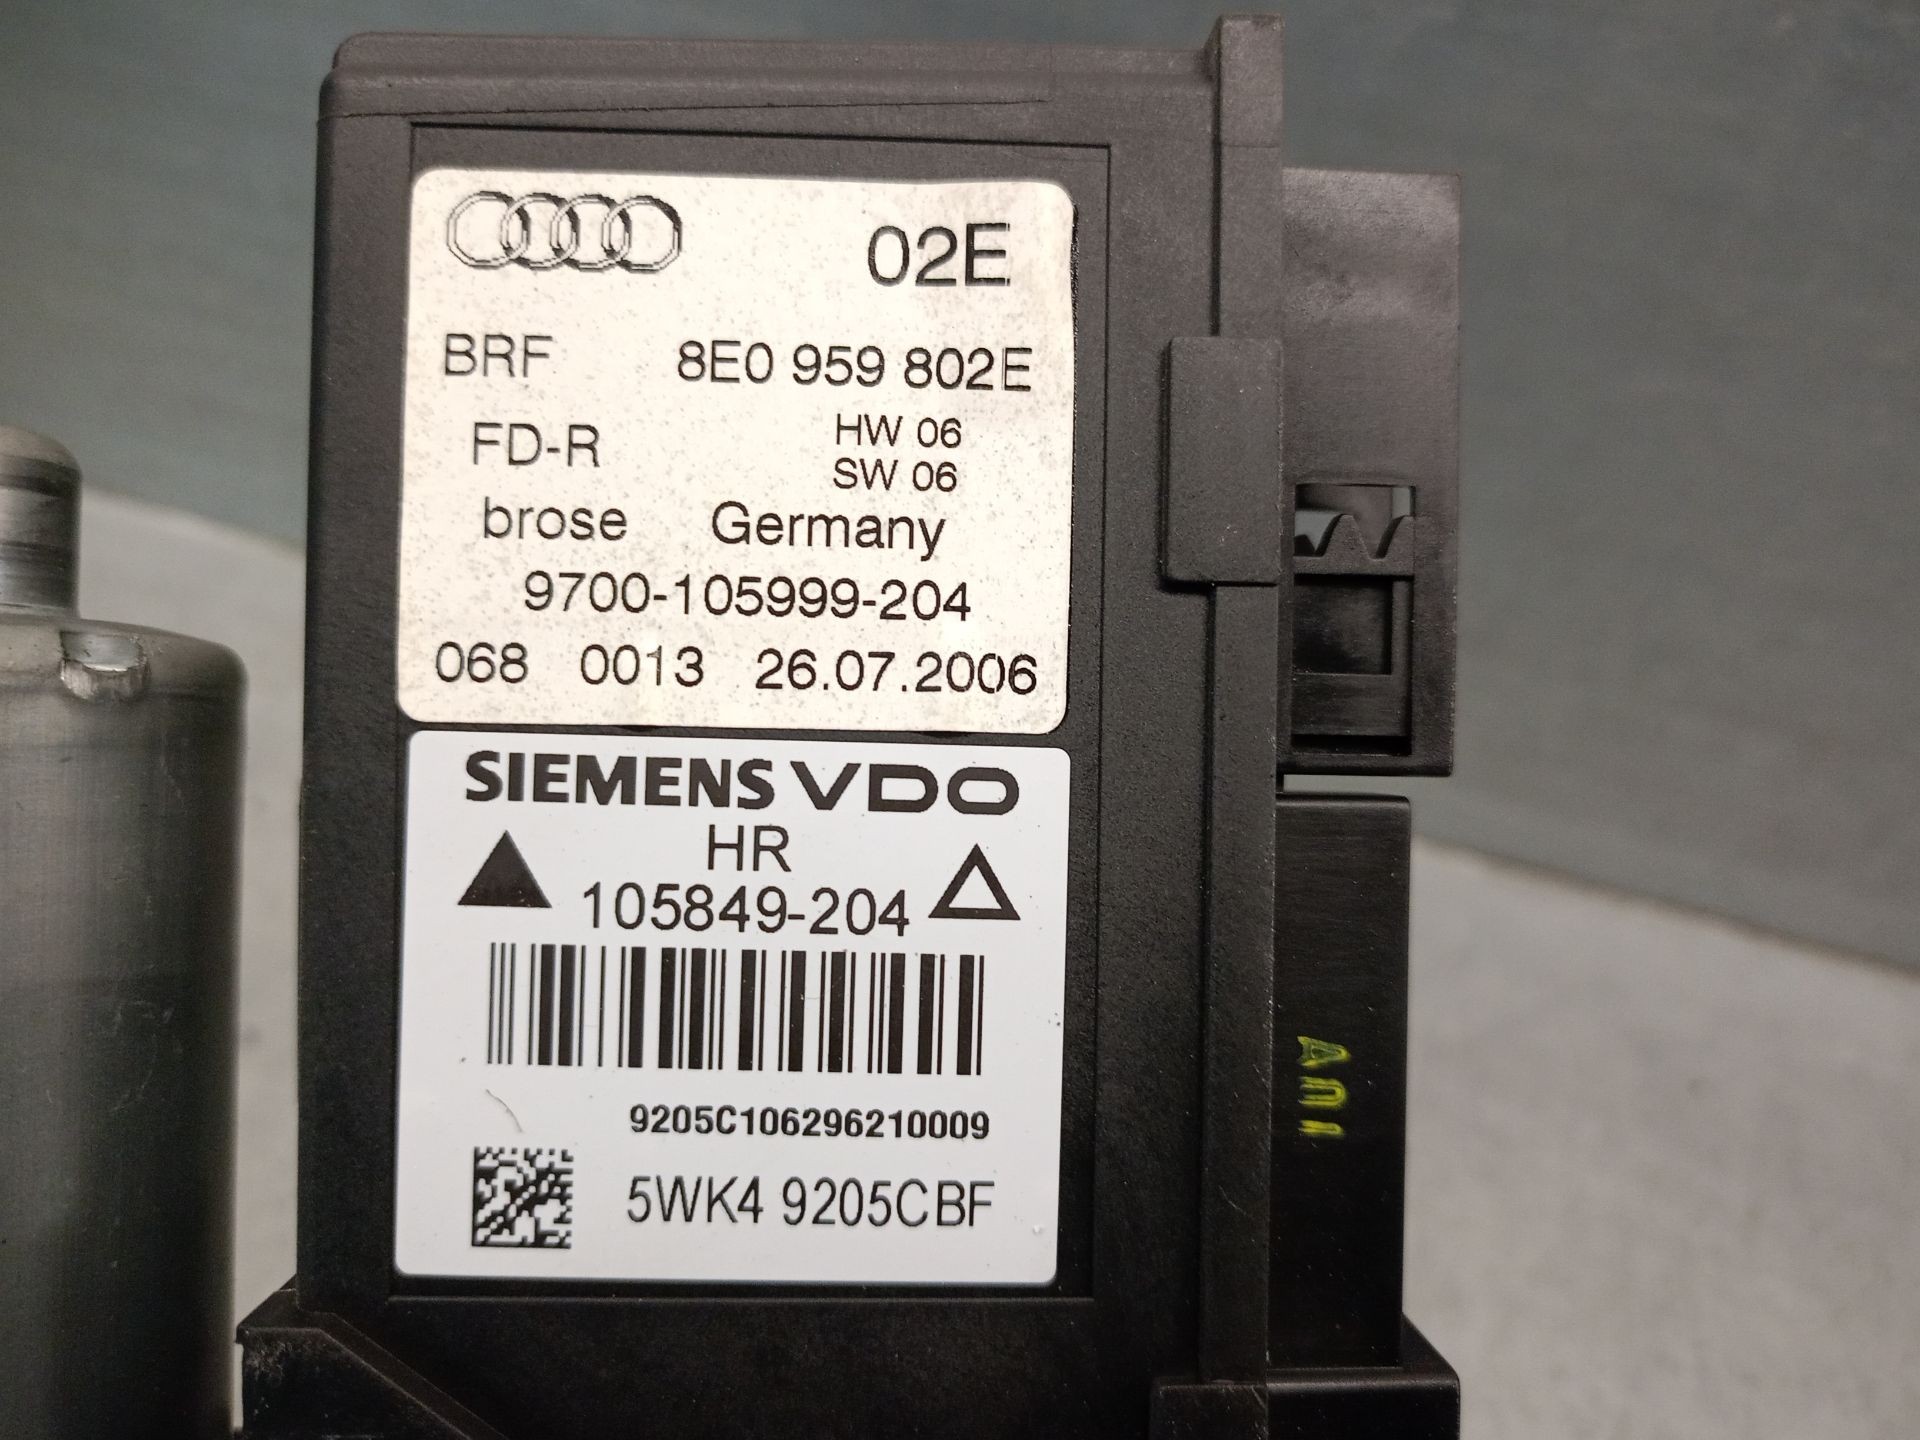 02E
BRF 8E0 959 802E
FD-R HW 06
SW 06
brose Germany
9700-105999-204
068 0013 26.07.2006
SIEMENS VDO
HR
105849-204
9205C106296210009
5WK4 9205CBF